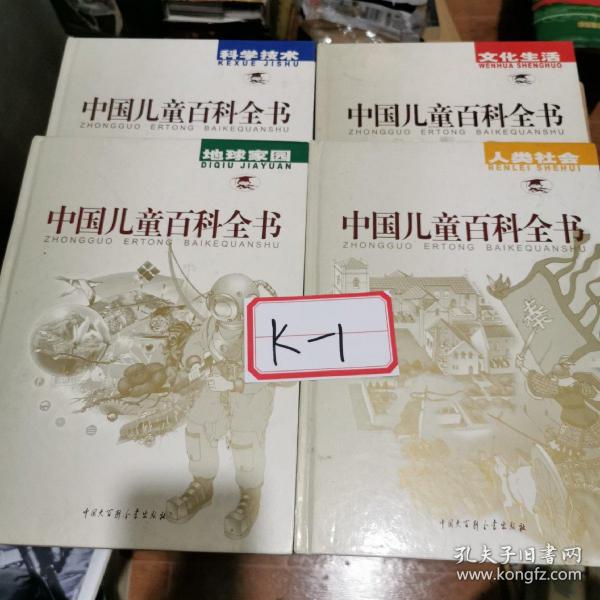 科学技术
KEXUE JISHU
中国儿童百科全书
ZHONGGUO ERTONG BAIKEQUANSHU
文化生活
WENHUA SHENGHUO
中国儿童百科全书
ZHONGGUO ERTONG BAIKEQUANSHU
地球家园
DIQIU JIAYUAN
中国儿童百科全书
ZHONGGUO ERTONG BAIKEQUANSHU
中国大百科全书出版社
人类社会
RENLEI SHEHUI
中国儿童百科全书
ZHONGGUO ERTONG BAIKEQUANSHU
秦
中国大百科全书出版社
K-1
孔夫子旧书网
www.kongfz.com